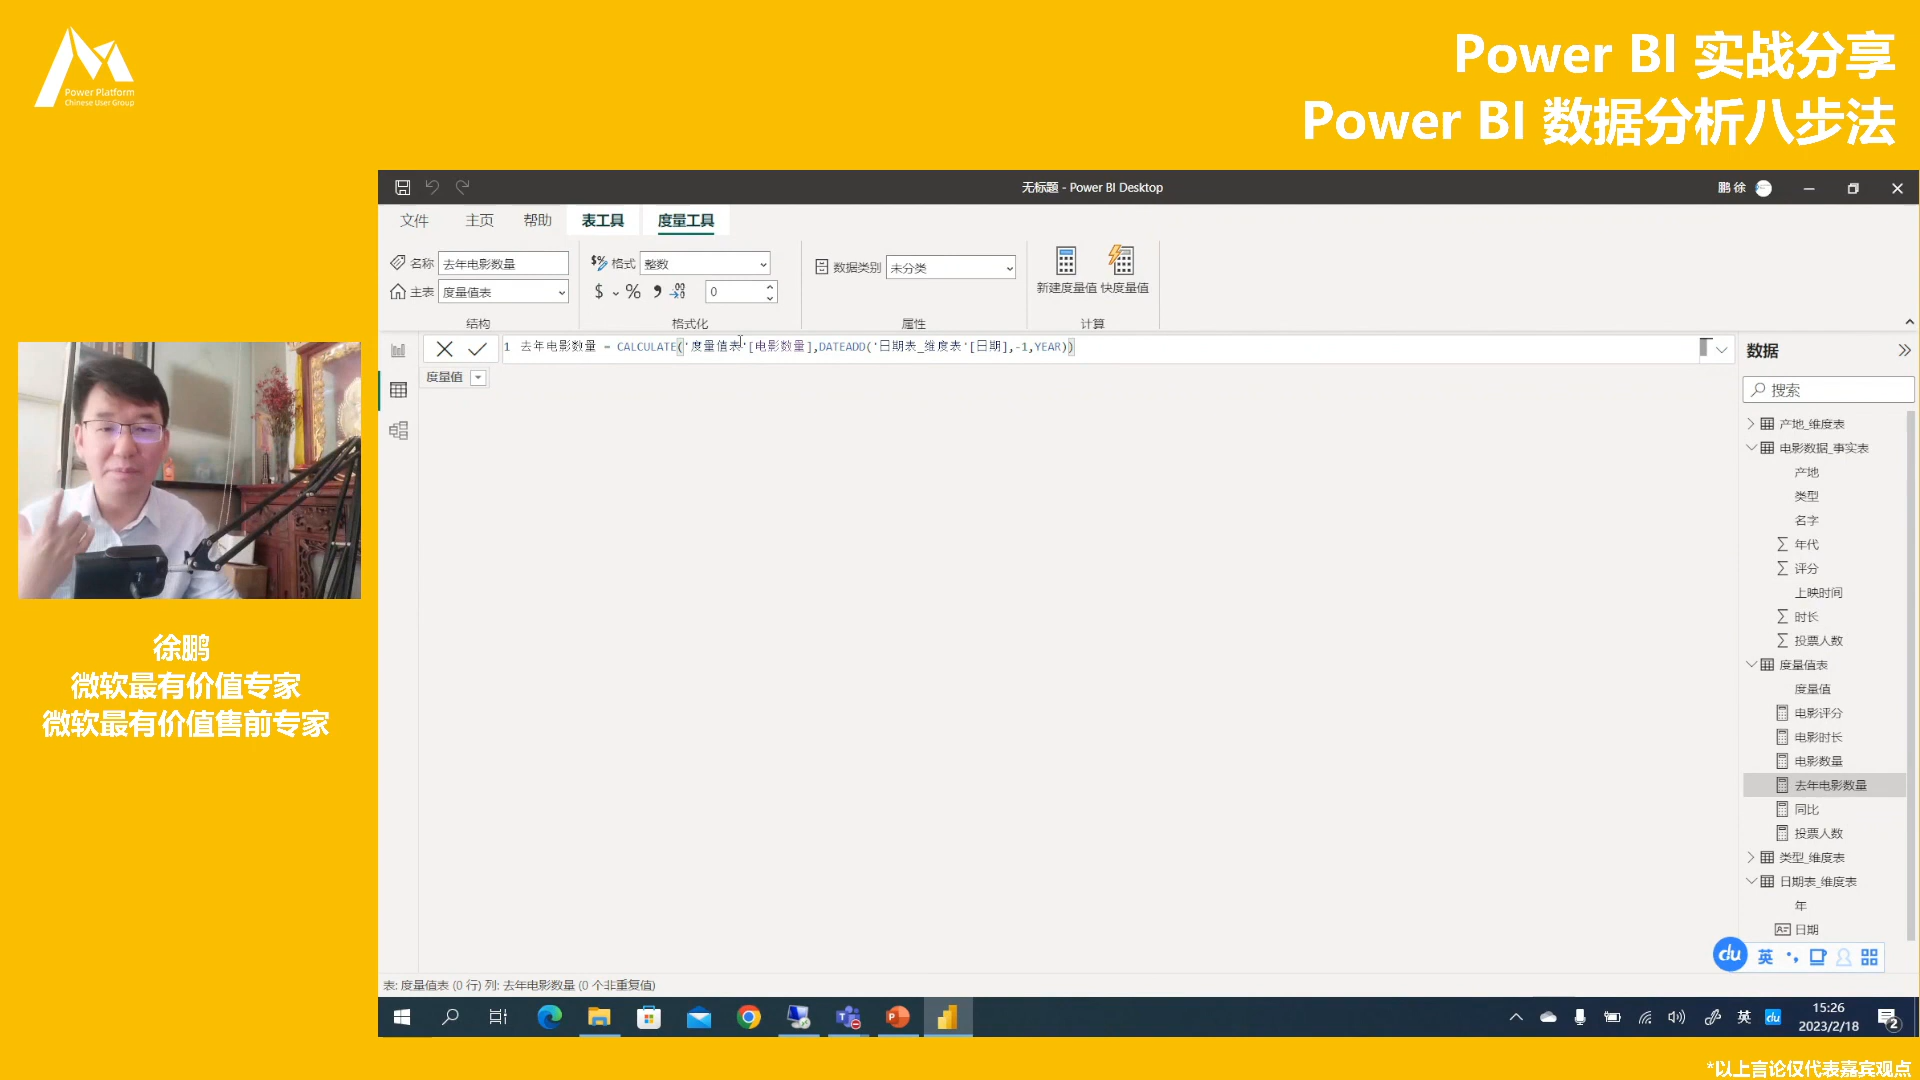 Power Platform
Chinese User Group
Power BI 实战分享
Power BI 数据分析八步法
无标题 - Power BI Desktop
鹏 徐
文件
主页
帮助
表工具
度量工具
名称
去年电影数量
主表
度量值表
结构
格式
整数
$
%
0
格式化
数据类别
未分类
属性
新建度量值
快度量值
计算
1 去年电影数量 = CALCULATE('度量值表'[电影数量],DATEADD('日期表_维度表'[日期],-1,YEAR))
度量值
数据
搜索
产地_维度表
电影数据_事实表
产地
类型
名字
年代
评分
上映时间
时长
投票人数
度量值表
度量值
电影评分
电影时长
电影数量
去年电影数量
同比
投票人数
类型_维度表
日期表_维度表
年
日期
du 英
徐鹏
微软最有价值专家
微软最有价值售前专家
表: 度量值表 (0 行) 列: 去年电影数量 (0 个非重复值)
英
du
15:26
2023/2/18
2
*以上言论仅代表嘉宾观点